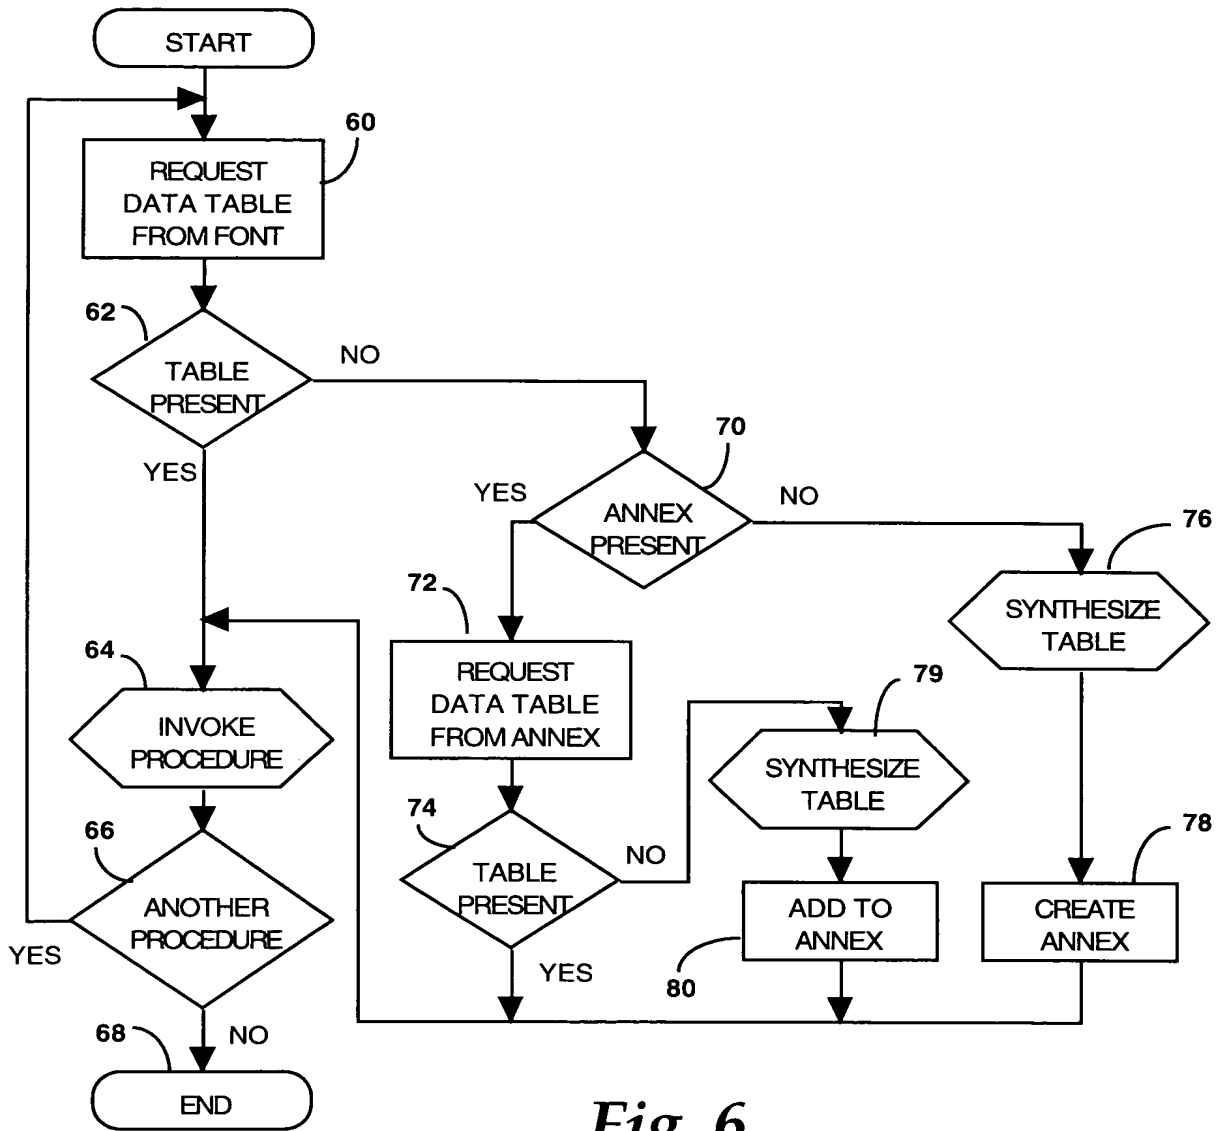 START
60
REQUEST
DATA TABLE
FROM FONT
62
TABLE
PRESENT
NO
YES
70
ANNEX
PRESENT
YES
NO
76
SYNTHESIZE
TABLE
72
REQUEST
DATA TABLE
FROM ANNEX
64
INVOKE
PROCEDURE
79
SYNTHESIZE
TABLE
74
TABLE
PRESENT
NO
YES
66
ANOTHER
PROCEDURE
YES
NO
ADD TO
ANNEX
80
78
CREATE
ANNEX
68
END
Fig. 6